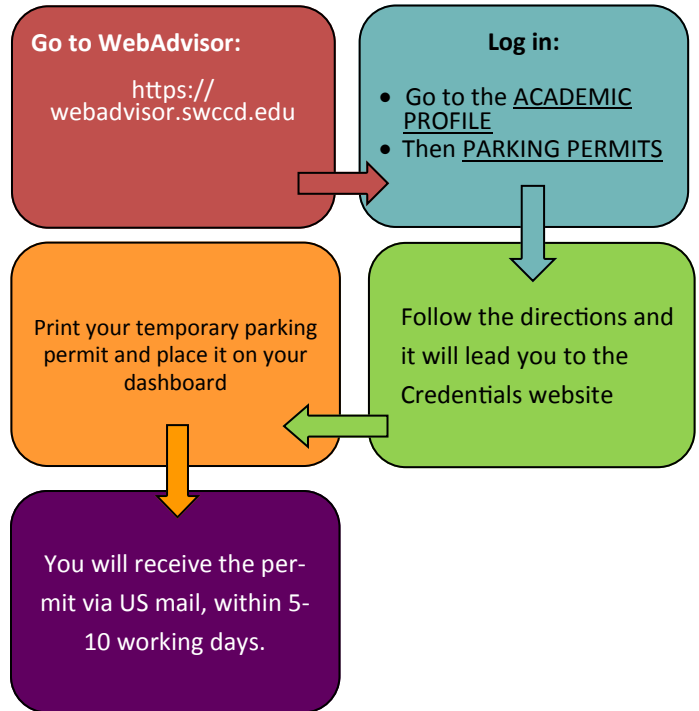 Go to WebAdvisor:
https://
webadvisor.swccd.edu
Log in:
• Go to the ACADEMIC
PROFILE
• Then PARKING PERMITS
Follow the directions and
it will lead you to the
Credentials website
Print your temporary parking
permit and place it on your
dashboard
You will receive the per-
mit via US mail, within 5-
10 working days.